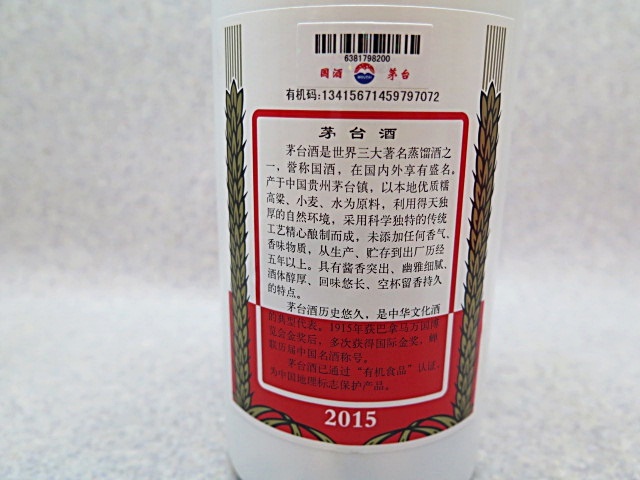 6381798200
国酒 茅台
有机码:13415671459797072
茅台酒
茅台酒是世界三大著名蒸馏酒之
一，誉称国酒，在国内外享有盛名。
产于中国贵州茅台镇，以本地优质糯
高粱、小麦、水为原料，利用得天独
厚的自然环境，采用科学独特的传统
工艺精心酿制而成，未添加任何香气、
香味物质，从生产、贮存到出厂历经
五年以上。具有酱香突出、幽雅细腻、
酒体醇厚、回味悠长、空杯留香持久
的特点。
茅台酒历史悠久，是中华文化酒
的典型代表。1915年获巴拿马万国博
览会金奖后，多次获得国际金奖，蝉
联历届中国名酒称号。
茅台酒已通过“有机食品”认证，
为中国地理标志保护产品。
2015